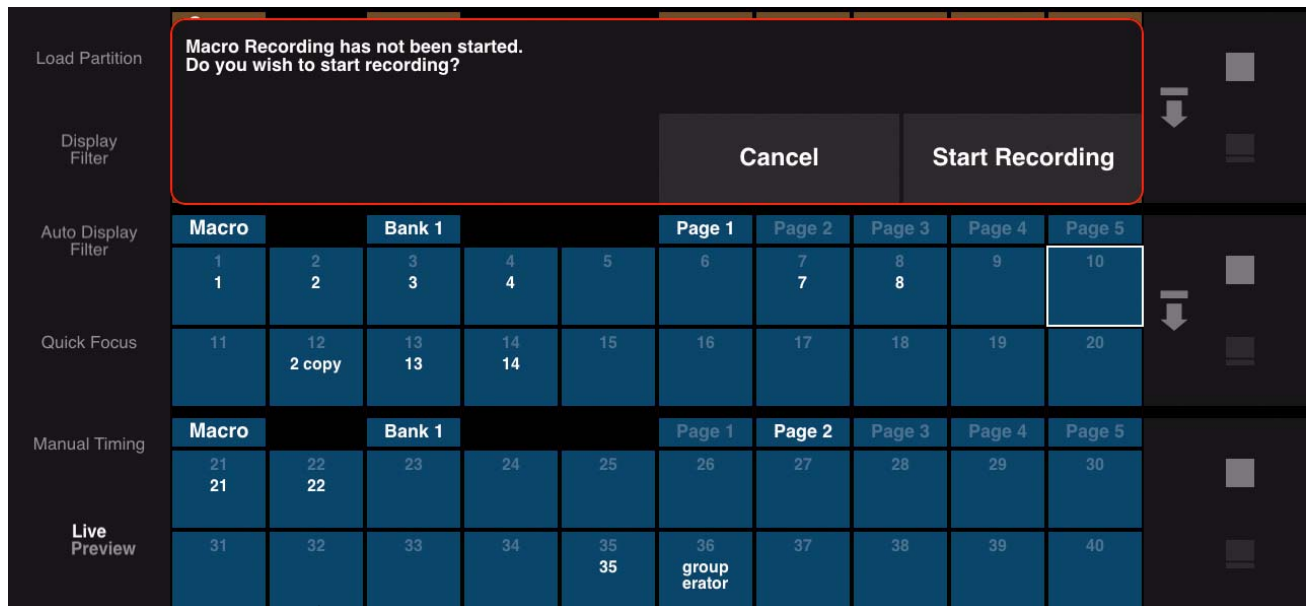 Load Partition
Display
Filter
Auto Display
Filter
Quick Focus
Manual Timing
Live
Preview
Macro Recording has not been started.
Do you wish to start recording?
Cancel Start Recording
Macro Bank 1 Page 1 Page 2 Page 3 Page 4 Page 5
1 2 3 4 5 6 7 8 9 10
1 2 3 4 7 8
11 12 13 14 15 16 17 18 19 20
2 copy 13 14
Macro Bank 1 Page 1 Page 2 Page 3 Page 4 Page 5
21 22 23 24 25 26 27 28 29 30
21 22
31 32 33 34 35 36 37 38 39 40
35 group
erator